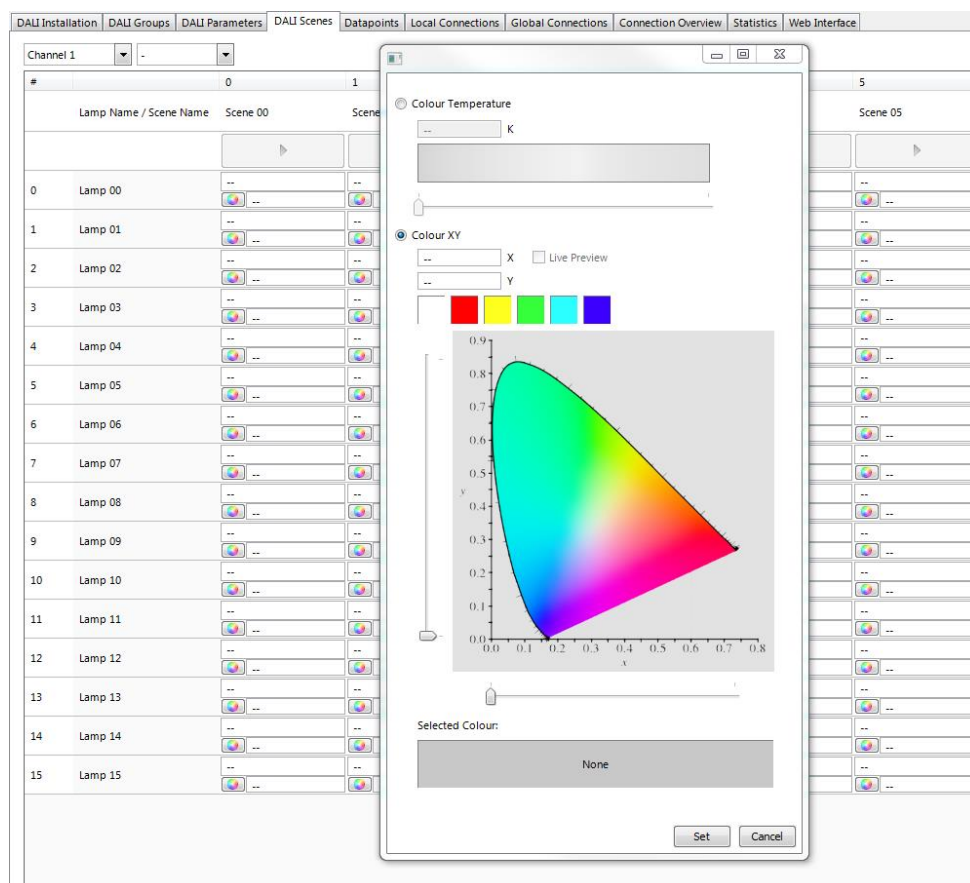 DALI Installation DALI Groups DALI Parameters DALI Scenes Datapoints Local Connections Global Connections Connection Overview Statistics Web Interface
Channel 1 -
# 0 1 5
Lamp Name / Scene Name Scene 00 Scene Scene 05
0 Lamp 00 -- -- --
-- --
1 Lamp 01 -- -- --
-- --
2 Lamp 02 -- -- --
-- --
3 Lamp 03 -- -- --
-- --
4 Lamp 04 -- -- --
-- --
5 Lamp 05 -- -- --
-- --
6 Lamp 06 -- -- --
-- --
7 Lamp 07 -- -- --
-- --
8 Lamp 08 -- -- --
-- --
9 Lamp 09 -- -- --
-- --
10 Lamp 10 -- -- --
-- --
11 Lamp 11 -- -- --
-- --
12 Lamp 12 -- -- --
-- --
13 Lamp 13 -- -- --
-- --
14 Lamp 14 -- -- --
-- --
15 Lamp 15 -- -- --
-- --
Colour Temperature
-- K
Colour XY
-- X Live Preview
-- Y
0.9
0.8
0.7
0.6
0.5
y
0.4
0.3
0.2
0.1
0.0
0.0 0.1 0.2 0.3 0.4 0.5 0.6 0.7 0.8
x
Selected Colour:
None
Set Cancel